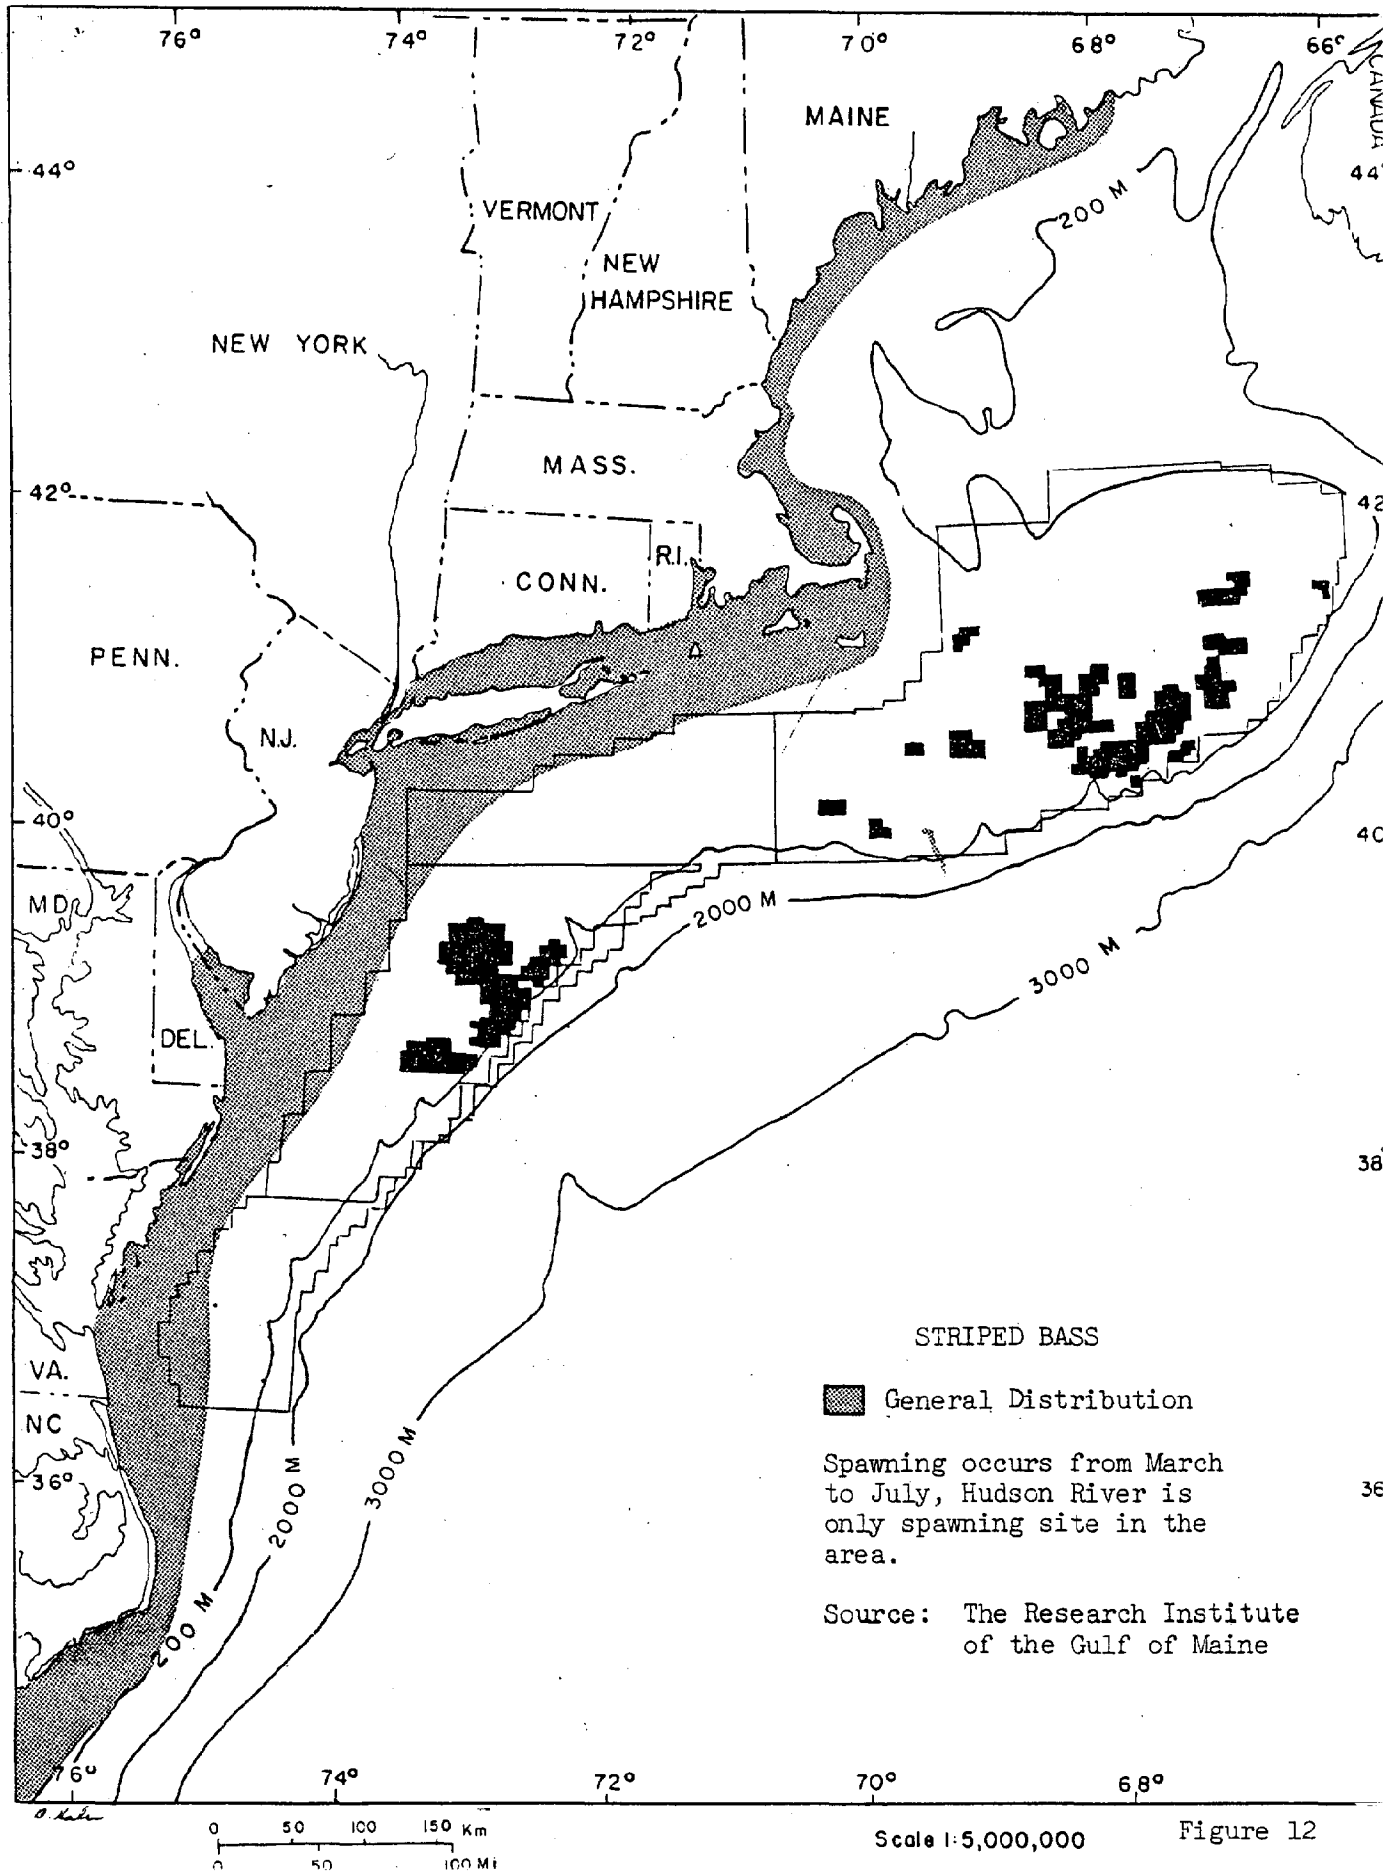 76° 74° 72° 70° 68° 66°
CANADA
MAINE
44° 44°
VERMONT
200 M
NEW
HAMPSHIRE
NEW YORK
MASS.
42° 42
R.I.
CONN.
PENN.
N.J.
40° 40
MD.
2000 M
3000 M
DEL.
38° 38
STRIPED BASS
VA.
General Distribution
NC
3000 M
Spawning occurs from March
to July, Hudson River is
only spawning site in the
area.
36° 36
2000 M
200 M
Source: The Research Institute
of the Gulf of Maine
76° 74° 72° 70° 68°
0 50 100 150 Km
0 50 100 Mi
Scale 1:5,000,000
Figure 12